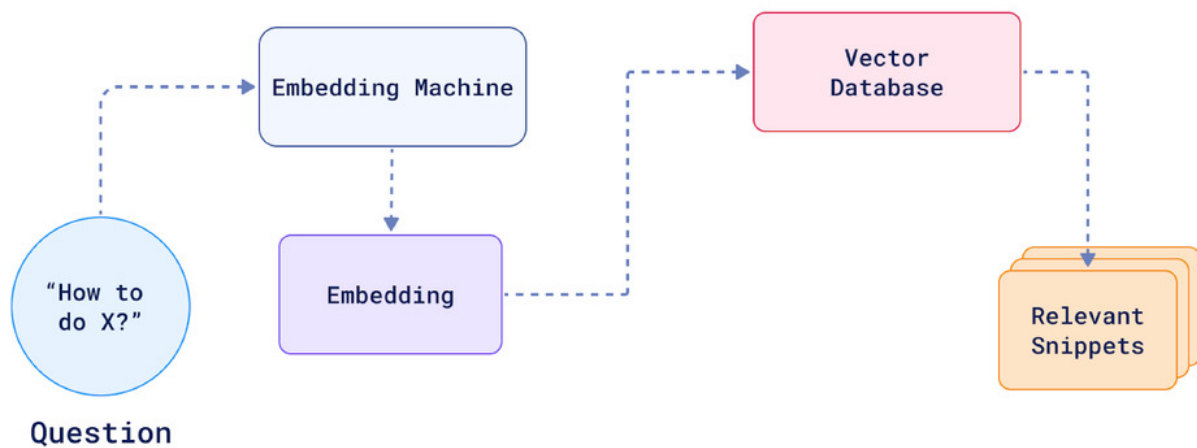 Embedding Machine
Vector
Database
“How to
do X?”
Embedding
Relevant
Snippets
Question